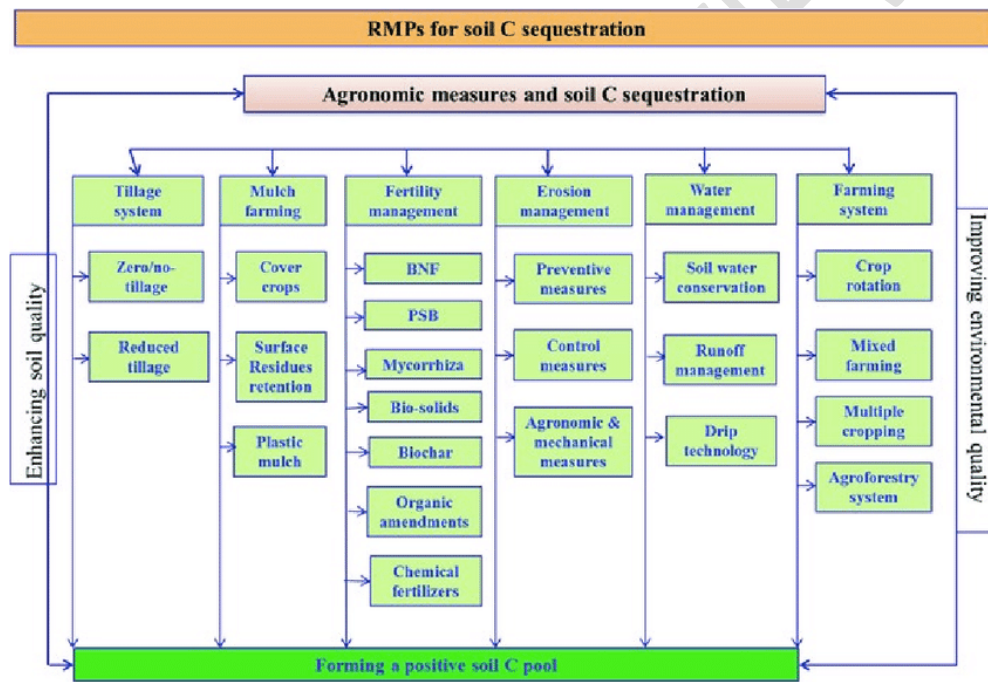 RMPs for soil C sequestration
Agronomic measures and soil C sequestration
Tillage
system
Mulch
farming
Fertility
management
Erosion
management
Water
management
Farming
system
Zero/no-
tillage
Reduced
tillage
Cover
crops
Surface
Residues
retention
Plastic
mulch
BNF
PSB
Mycorrhiza
Bio-solids
Biochar
Organic
amendments
Chemical
fertilizers
Preventive
measures
Control
measures
Agronomic &
mechanical
measures
Soil water
conservation
Runoff
management
Drip
technology
Crop
rotation
Mixed
farming
Multiple
cropping
Agroforestry
system
Enhancing soil quality
Improving environmental quality
Forming a positive soil C pool